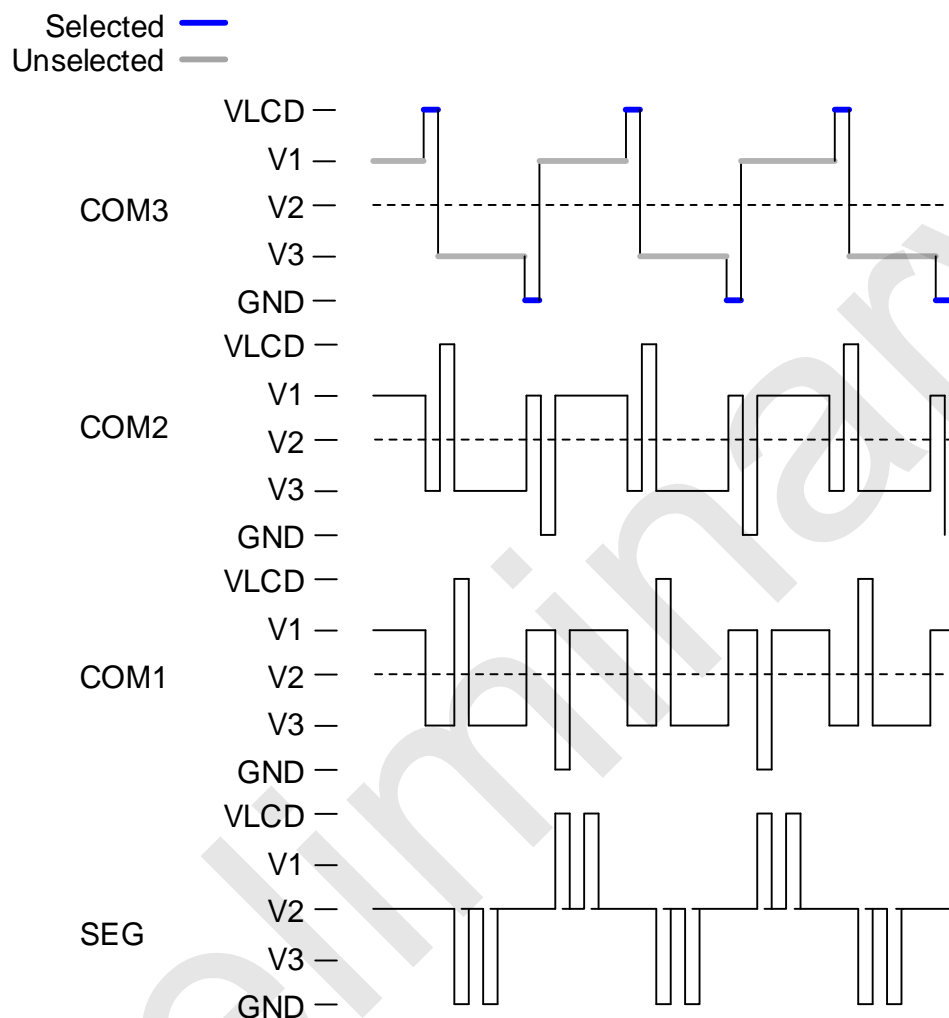 Selected
Unselected
VLCD
V1
COM3
V2
V3
GND
VLCD
V1
COM2
V2
V3
GND
VLCD
V1
COM1
V2
V3
GND
VLCD
V1
V2
SEG
V3
GND